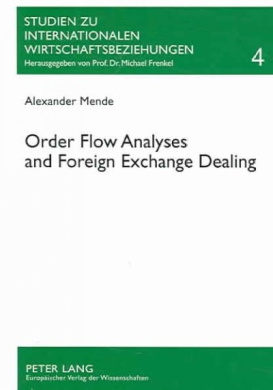 STUDIEN ZU
INTERNATIONALEN
WIRTSCHAFTSBEZIEHUNGEN
Herausgegeben von Prof. Dr. Michael Frenkel
4
Alexander Mende
Order Flow Analyses
and Foreign Exchange Dealing
PETER LANG
Europäischer Verlag der Wissenschaften